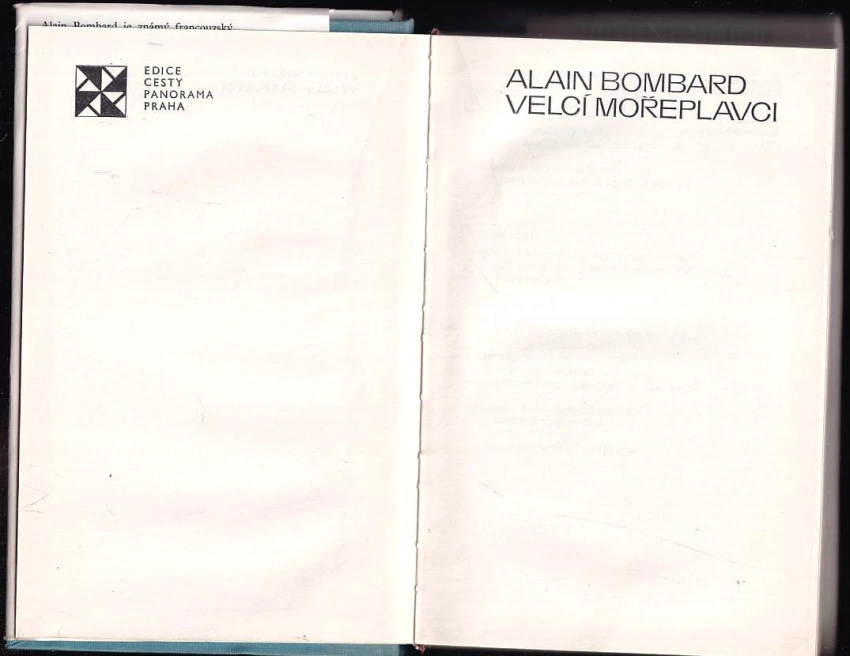 Alain Bombard je známý francouzský
EDICE
CESTY
PANORAMA
PRAHA
ALAIN BOMBARD
VELCÍ MOŘEPLAVCI